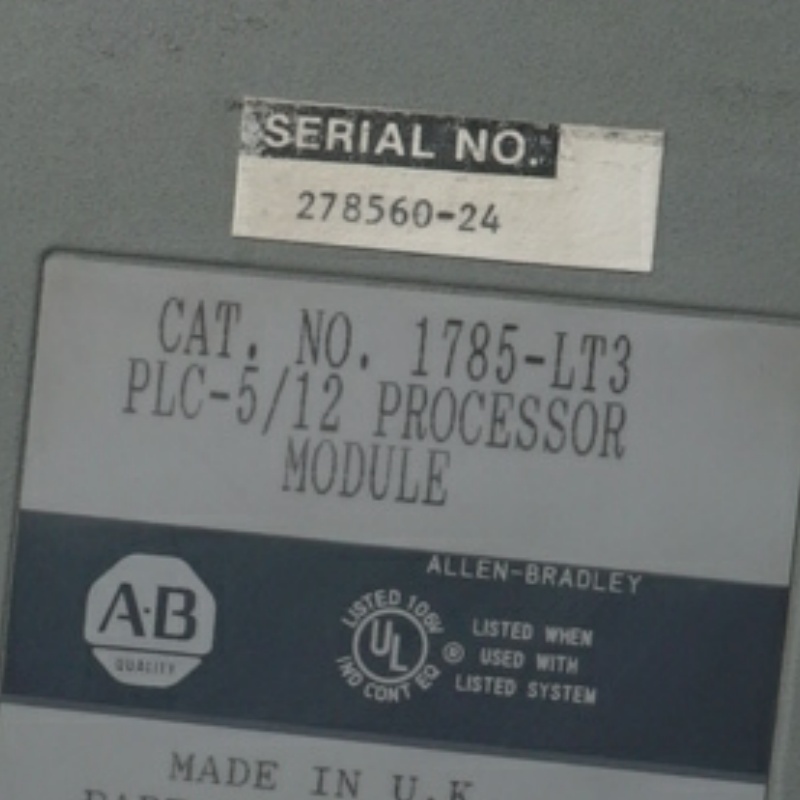 SERIAL NO.
278560-24
CAT. NO. 1785-LT3
PLC-5/12 PROCESSOR
MODULE
ALLEN-BRADLEY
A·B
QUALITY
LISTED 106V
UL
IND CONT EQ
®
LISTED WHEN
USED WITH
LISTED SYSTEM
MADE IN U.K